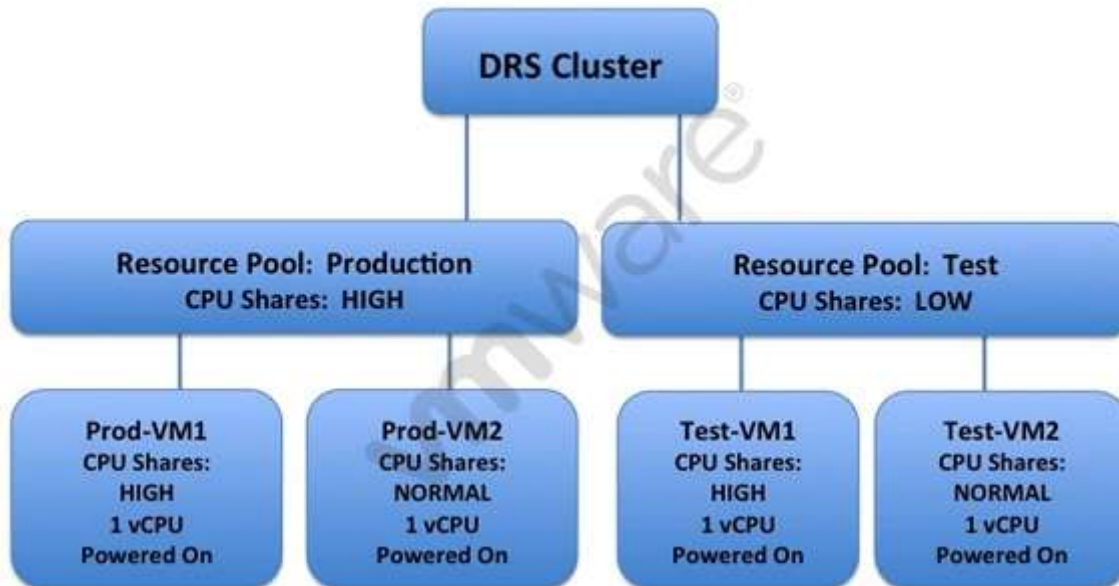 DRS Cluster
Resource Pool: Production
CPU Shares: HIGH
Resource Pool: Test
CPU Shares: LOW
Prod-VM1
CPU Shares:
HIGH
1 vCPU
Powered On
Prod-VM2
CPU Shares:
NORMAL
1 vCPU
Powered On
Test-VM1
CPU Shares:
HIGH
1 vCPU
Powered On
Test-VM2
CPU Shares:
NORMAL
1 vCPU
Powered On
mware®